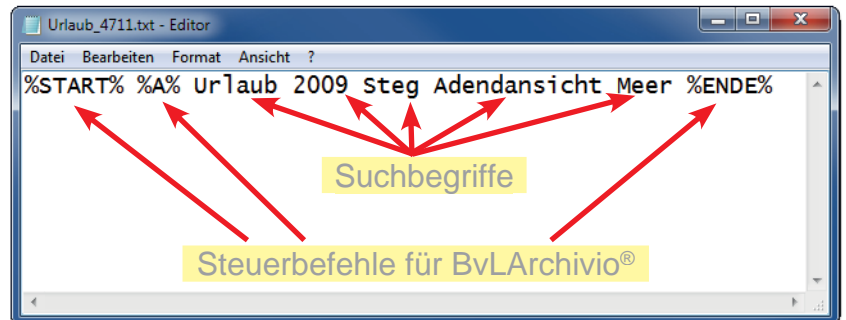 Urlaub_4711.txt - Editor
Datei Bearbeiten Format Ansicht ?
%START% %A% Urlaub 2009 Steg Adendansicht Meer %ENDE%
Suchbegriffe
Steuerbefehle für BvLArchivio®